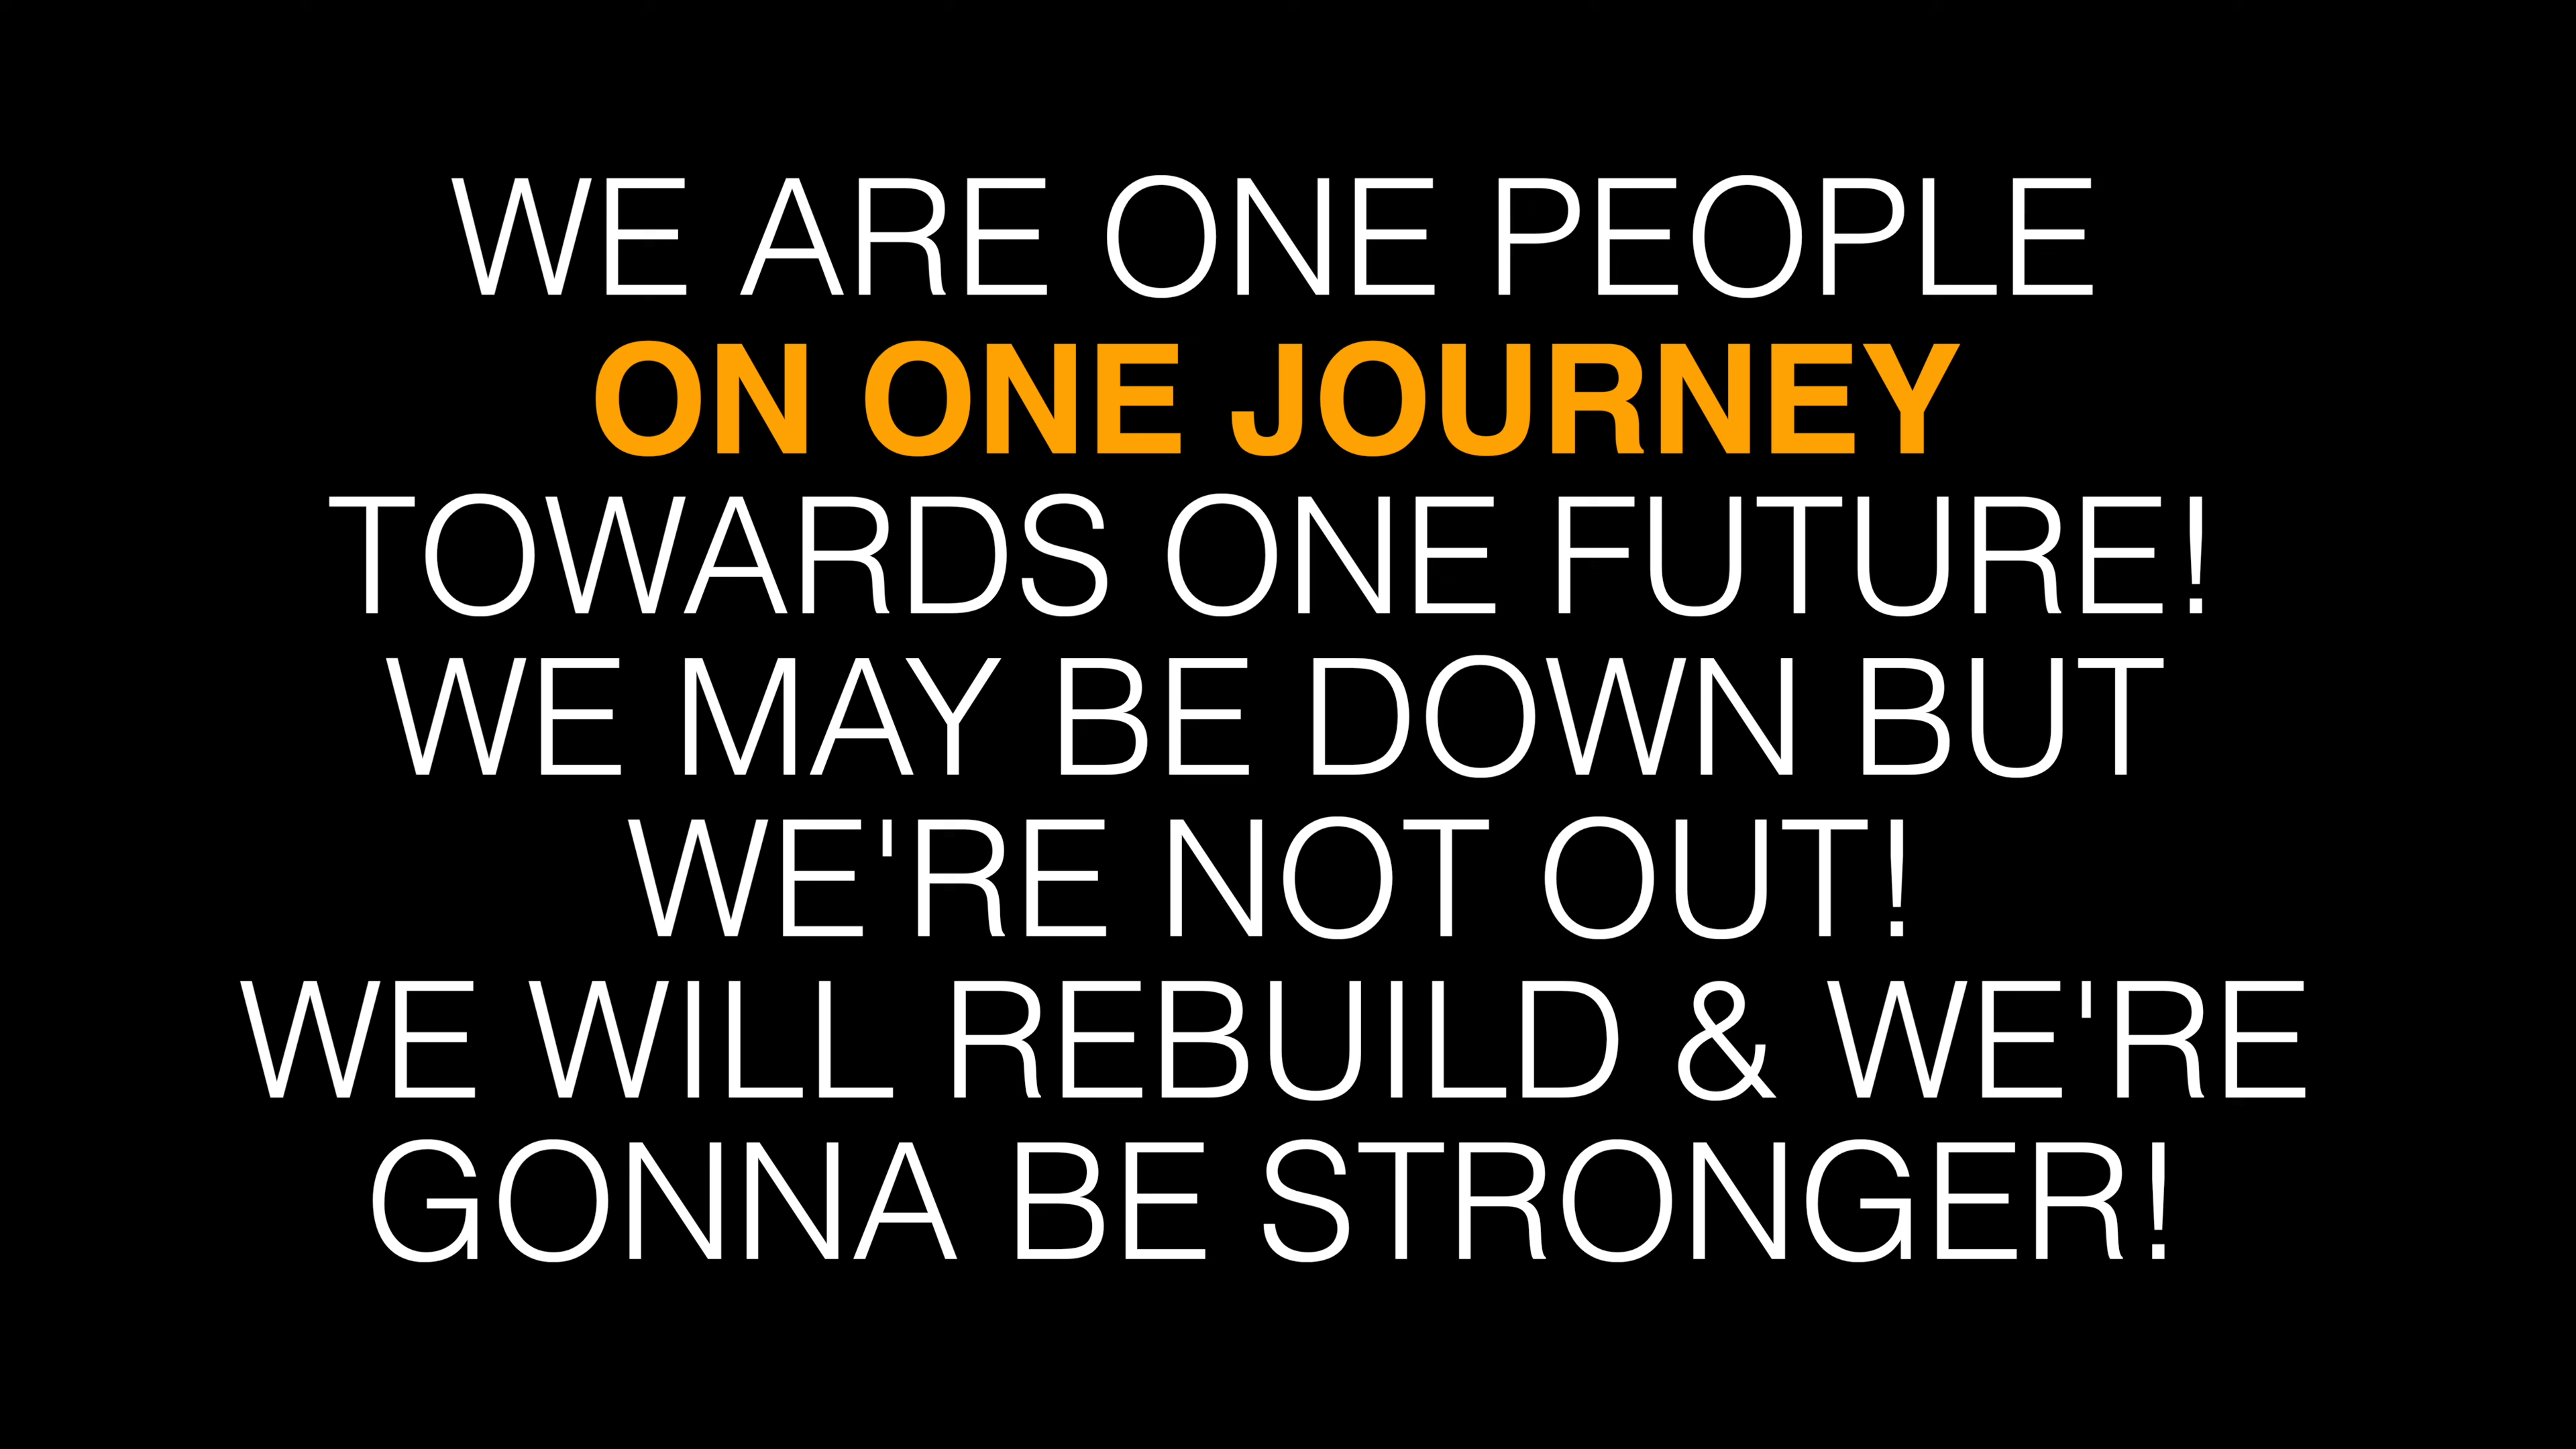 WE ARE ONE PEOPLE
ON ONE JOURNEY
TOWARDS ONE FUTURE!
WE MAY BE DOWN BUT
WE'RE NOT OUT!
WE WILL REBUILD & WE'RE
GONNA BE STRONGER!